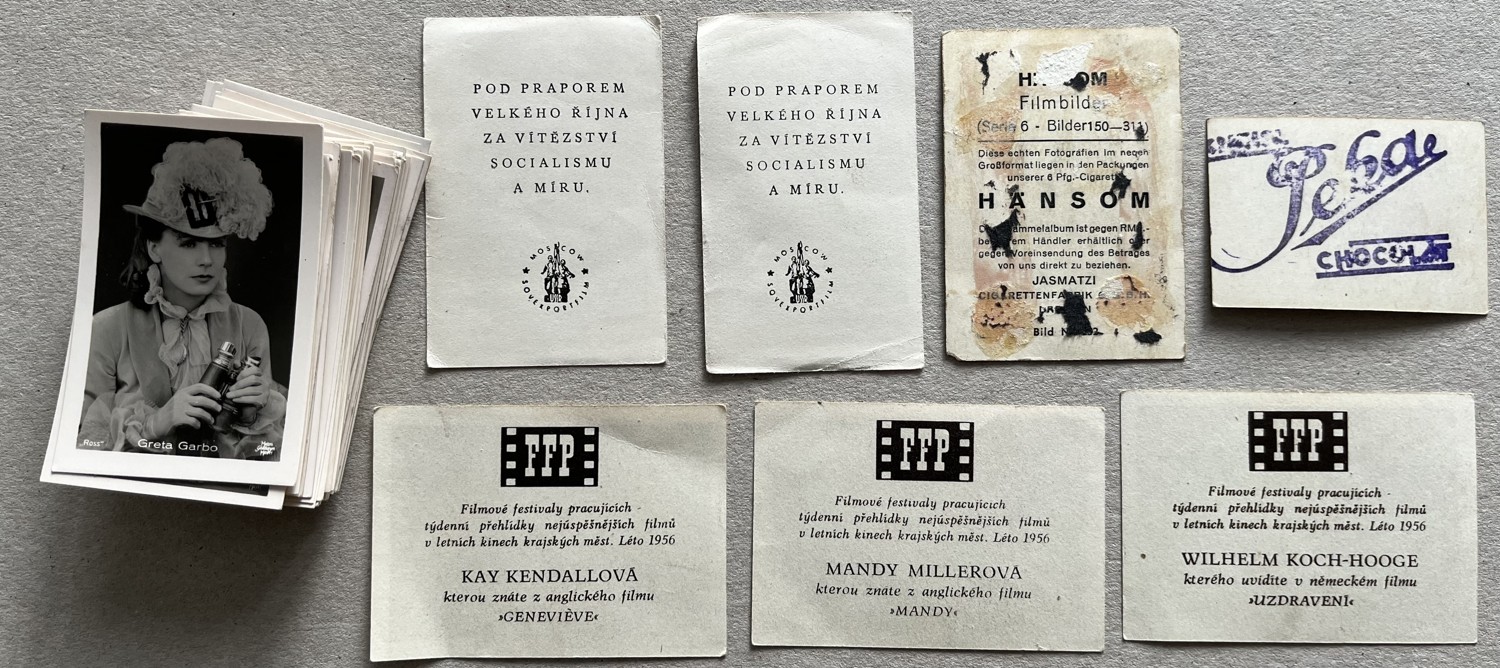 „Ross"
Greta Garbo
POD PRAPOREM
VELKÉHO ŘÍJNA
ZA VÍTĚZSTVÍ
SOCIALISMU
A MÍRU.
MOSCOW
SOVEXPORTFILM
POD PRAPOREM
VELKÉHO ŘÍJNA
ZA VÍTĚZSTVÍ
SOCIALISMU
A MÍRU.
MOSCOW
SOVEXPORTFILM
Filmbilder
(Serie 6 - Bilder 150—311)
Diese echten Fotografien im neuen
Großformat liegen in den Packungen
unserer 6 Pfg.-Cigarette
HÄNSOM
ist gegen
Händler erhältlich oder
gegen Voreinsendung des Betrages
von uns direkt zu beziehen.
JASMATZI
CIGARETTENFABRIK
Bild
CHOCOLAT
FFP
Filmové festivaly pracujících -
týdenní přehlídky nejúspěšnějších filmů
v letních kinech krajských měst. Léto 1956
KAY KENDALLOVÁ
kterou znáte z anglického filmu
»GENEVIÈVE«
FFP
Filmové festivaly pracujících
týdenní přehlídky nejúspěšnějších filmů
v letních kinech krajských měst. Léto 1956
MANDY MILLEROVÁ
kterou znáte z anglického filmu
»MANDY«
FFP
Filmové festivaly pracujících -
týdenní přehlídky nejúspěšnějších filmů
v letních kinech krajských měst. Léto 1956
WILHELM KOCH-HOOGE
kterého uvidíte v německém filmu
»UZDRAVENÍ«